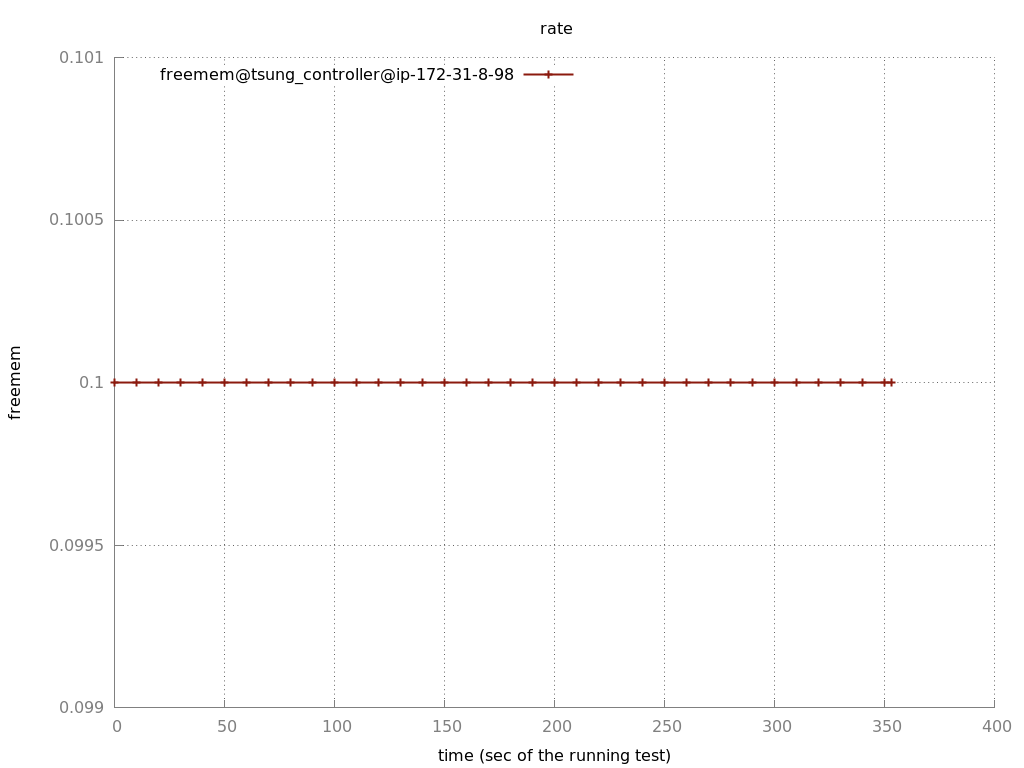 rate
0.101
freemem@tsung_controller@ip-172-31-8-98
0.1005
0.1
0.0995
0.099
freemem
0 50 100 150 200 250 300 350 400
time (sec of the running test)